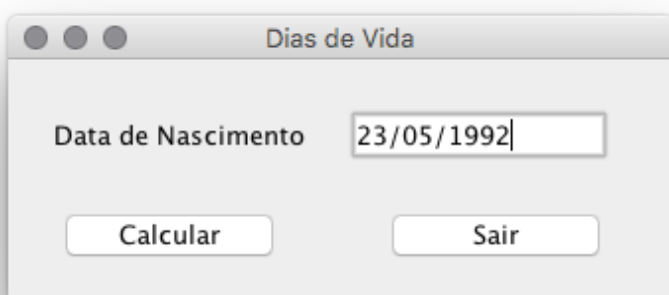 Dias de Vida
Data de Nascimento 23/05/1992
Calcular Sair